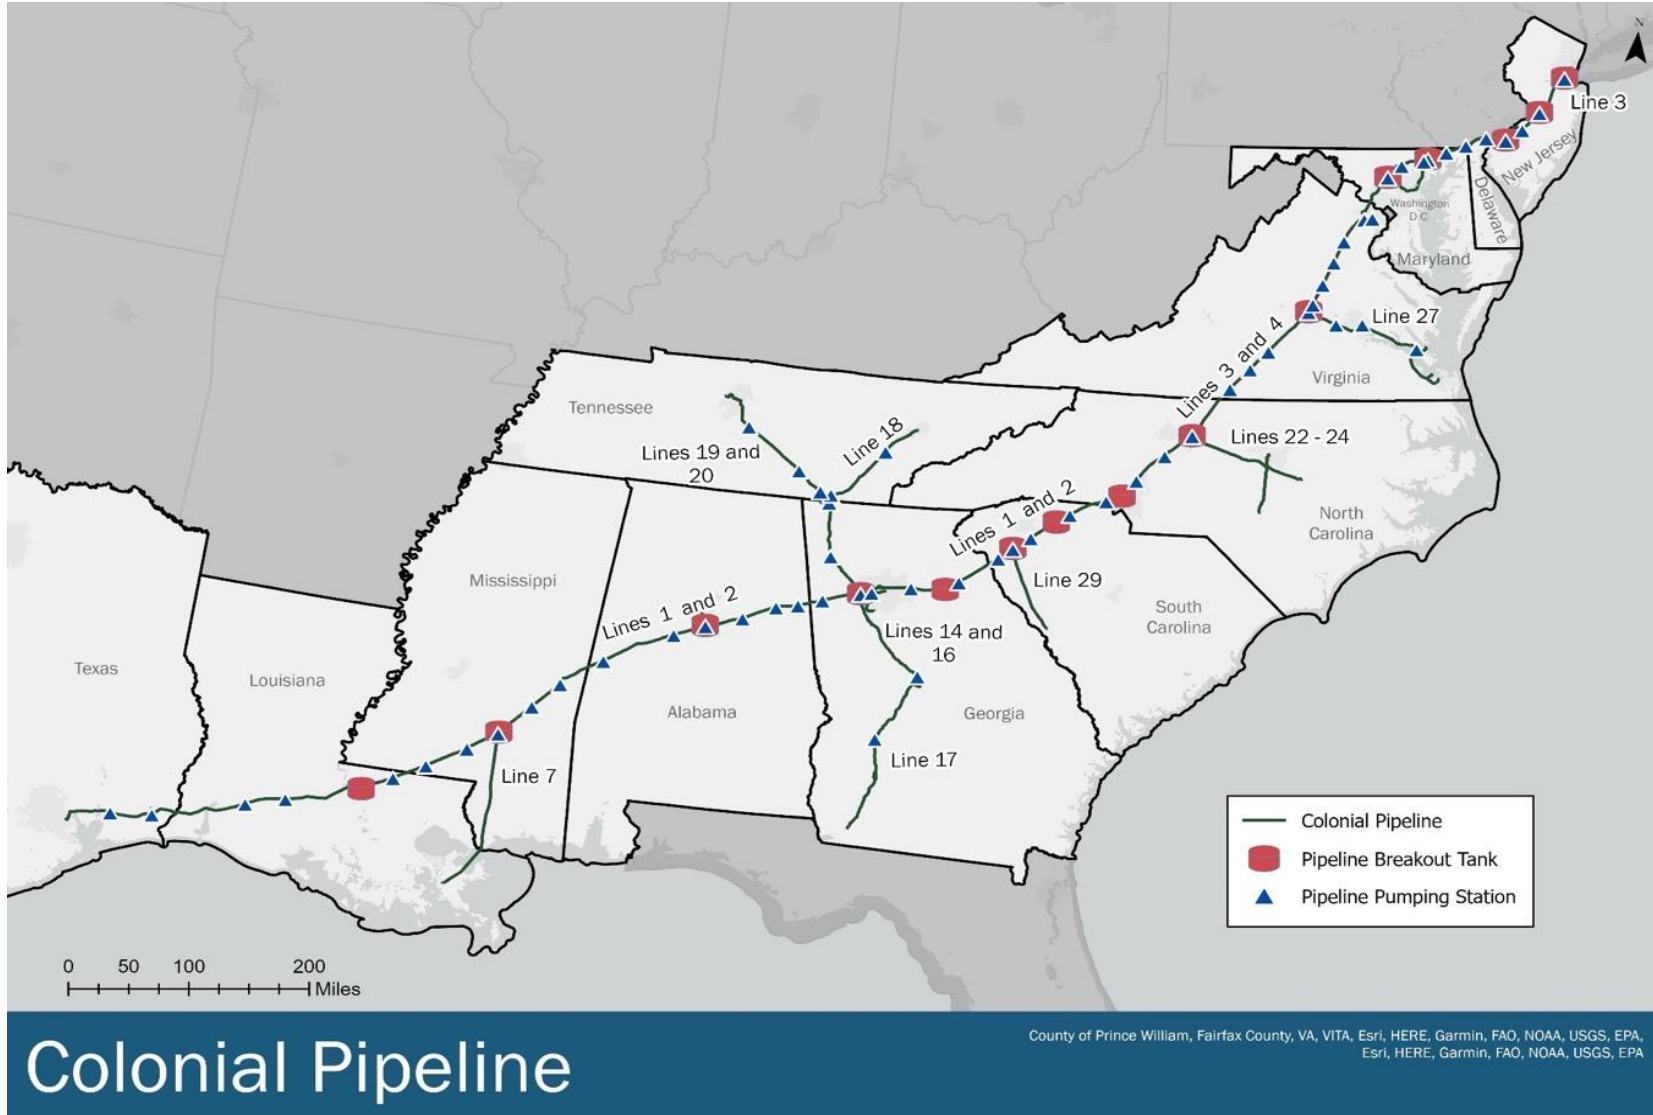 N
Line 3
New Jersey
Washington
D C
Delaware
Maryland
Line 27
Lines 3 and 4
Virginia
Tennessee
Line 18
Lines 22 - 24
Lines 19 and
20
Lines 1 and 2
North
Carolina
Mississippi
Line 29
Lines 1 and 2
South
Carolina
Lines 14 and
16
Texas
Louisiana
Alabama
Georgia
Line 17
Line 7
Colonial Pipeline
Pipeline Breakout Tank
Pipeline Pumping Station
0 50 100 200
Miles
Colonial Pipeline
County of Prince William, Fairfax County, VA, VITA, Esri, HERE, Garmin, FAO, NOAA, USGS, EPA,
Esri, HERE, Garmin, FAO, NOAA, USGS, EPA